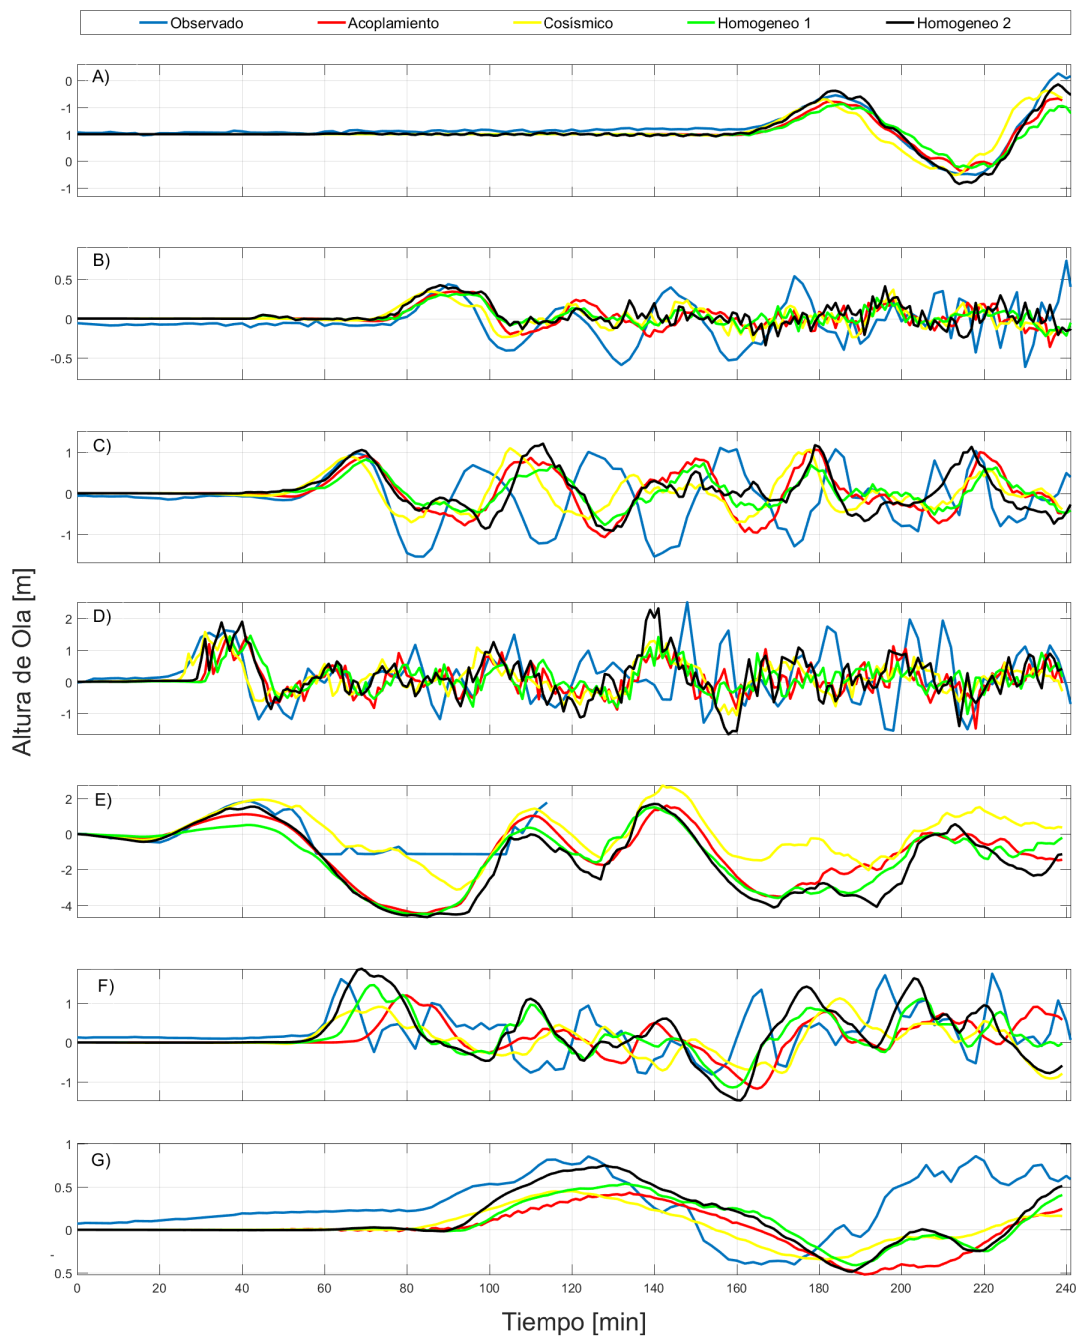 Observado Acoplamiento Cosísmico Homogeneo 1 Homogeneo 2
A)
0
-1
1
0
-1
B)
0.5
0
-0.5
C)
1
0
-1
D)
2
1
0
-1
E)
2
0
-2
-4
F)
1
0
-1
G)
1
0.5
0
-
0.5
0 20 40 60 80 100 120 140 160 180 200 220 240
Tiempo [min]
Altura de Ola [m]